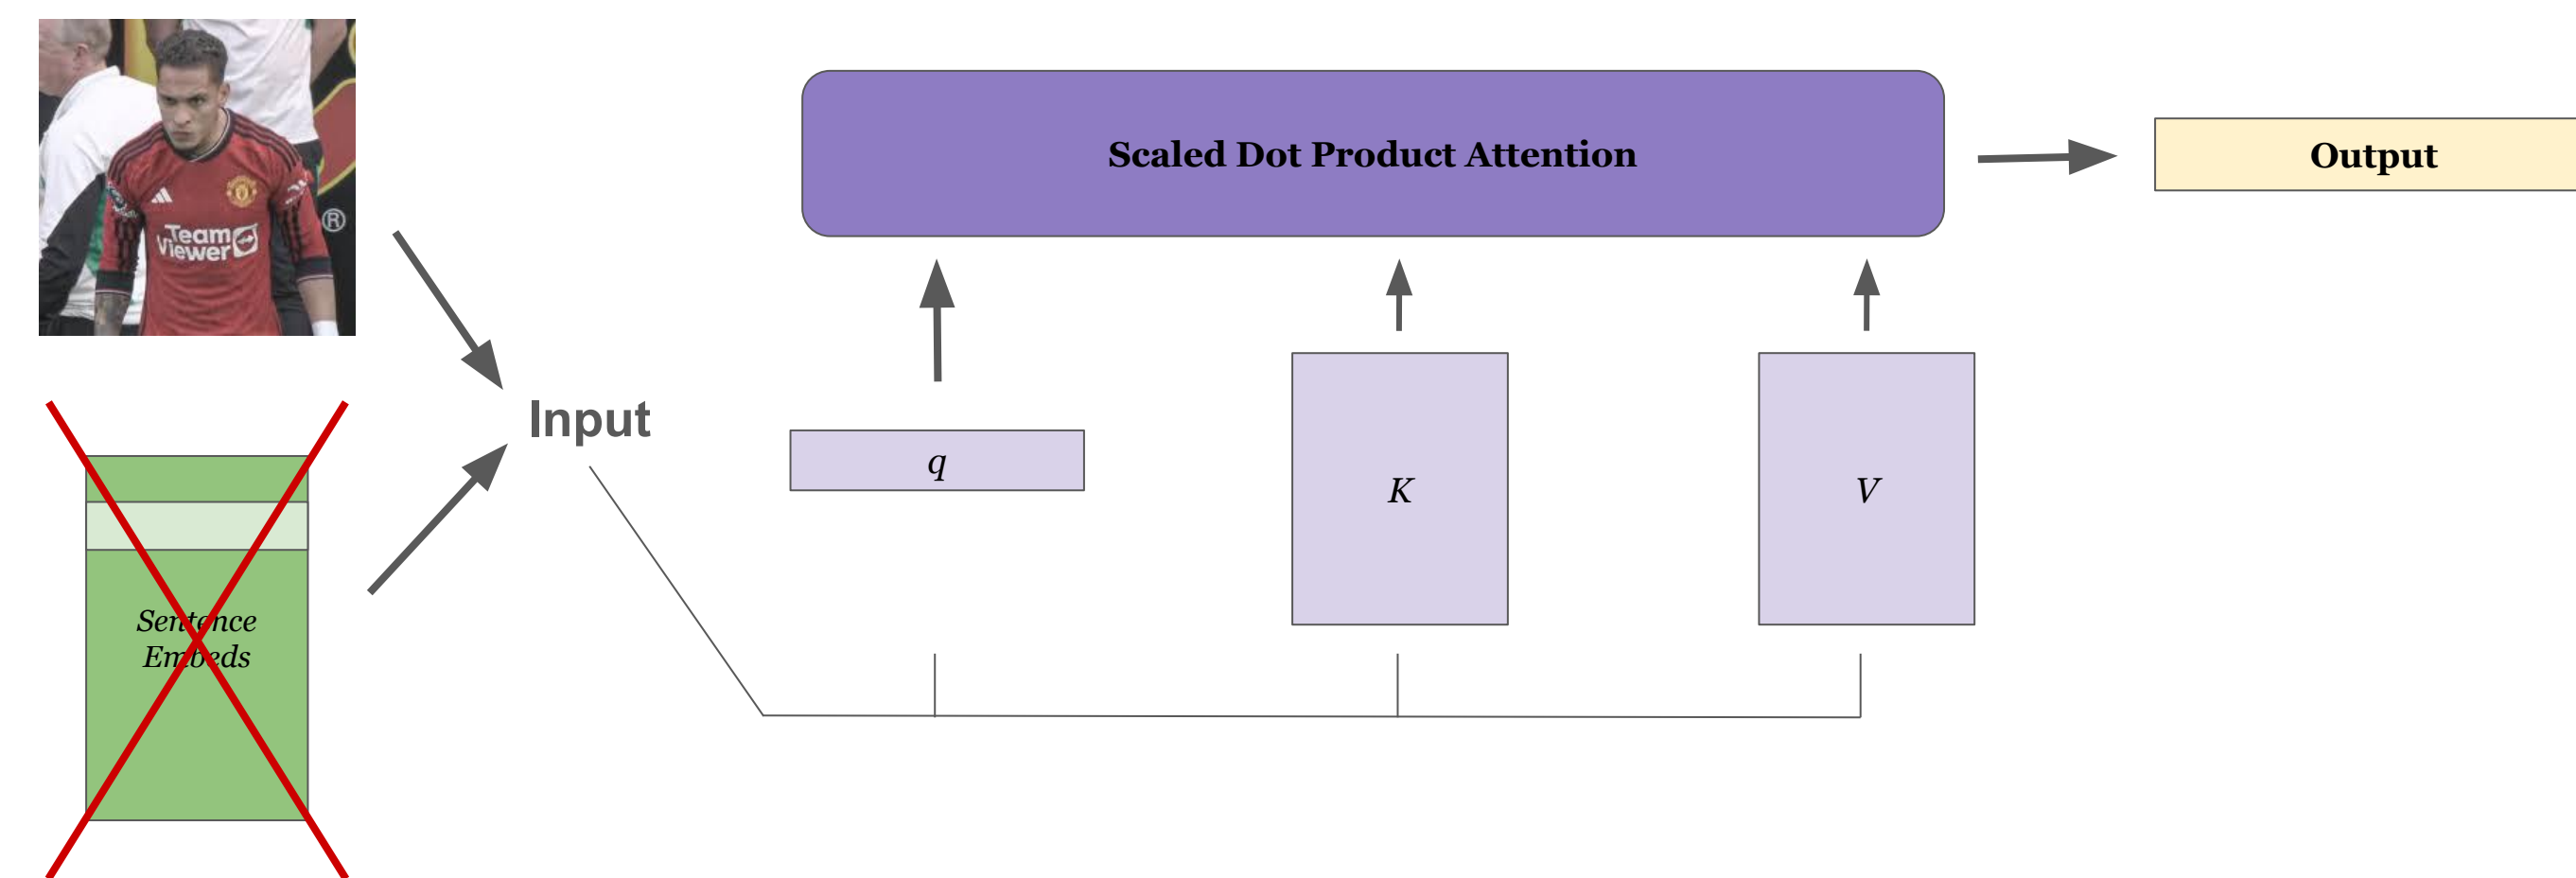 Team
Viewer
®
Scaled Dot Product Attention
Output
Input
q
K
V
Sentence
Embeds